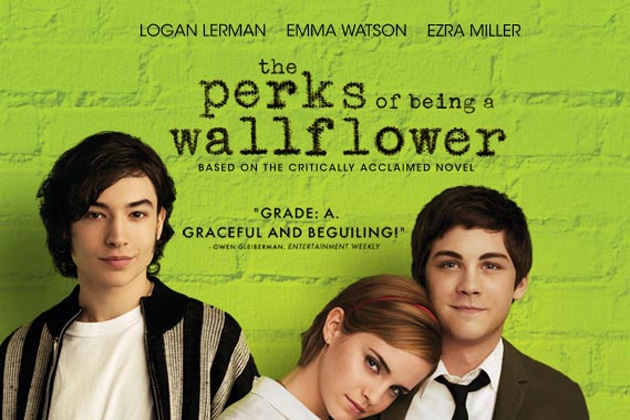 LOGAN LERMAN EMMA WATSON EZRA MILLER
the
perks of being a
wallflower
BASED ON THE CRITICALLY ACCLAIMED NOVEL
"GRADE: A.
GRACEFUL AND BEGUILING!"
- OWEN GLEIBERMAN, ENTERTAINMENT WEEKLY